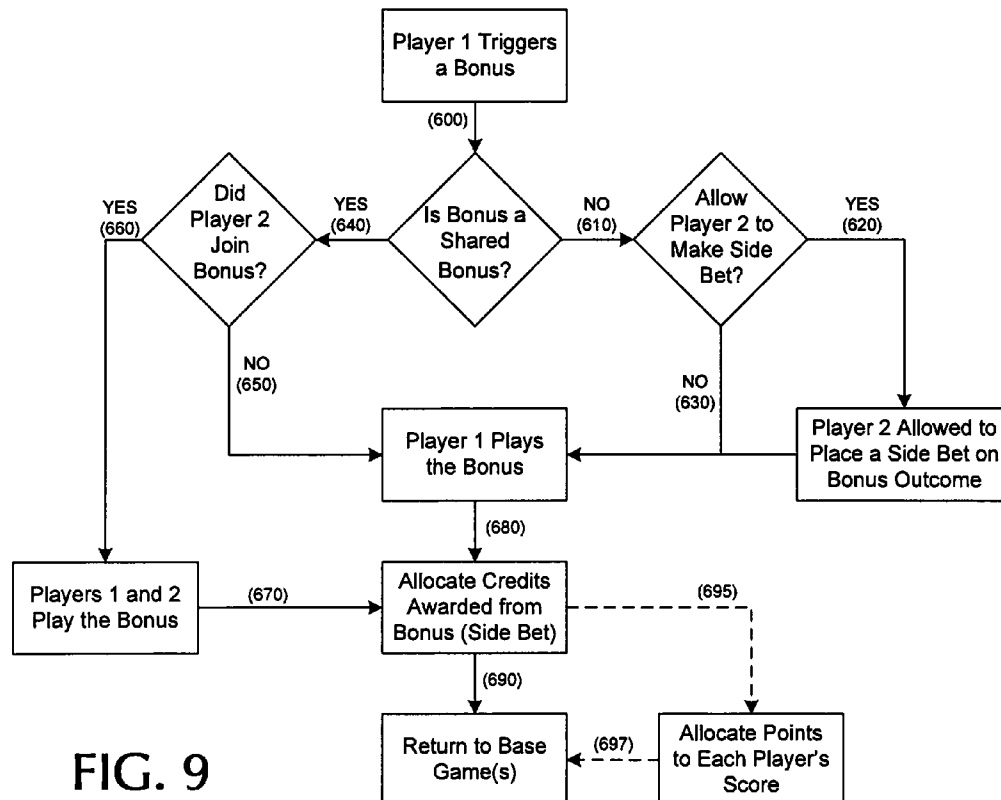 Player 1 Triggers
a Bonus
(600)
Did
Player 2
Join
Bonus?
YES
(660)
YES
(640)
Is Bonus a
Shared
Bonus?
NO
(610)
Allow
Player 2 to
Make Side
Bet?
YES
(620)
NO
(650)
NO
(630)
Player 1 Plays
the Bonus
Player 2 Allowed to
Place a Side Bet on
Bonus Outcome
(680)
Players 1 and 2
Play the Bonus
(670)
Allocate Credits
Awarded from
Bonus (Side Bet)
(695)
(690)
Return to Base
Game(s)
(697)
Allocate Points
to Each Player's
Score
FIG. 9